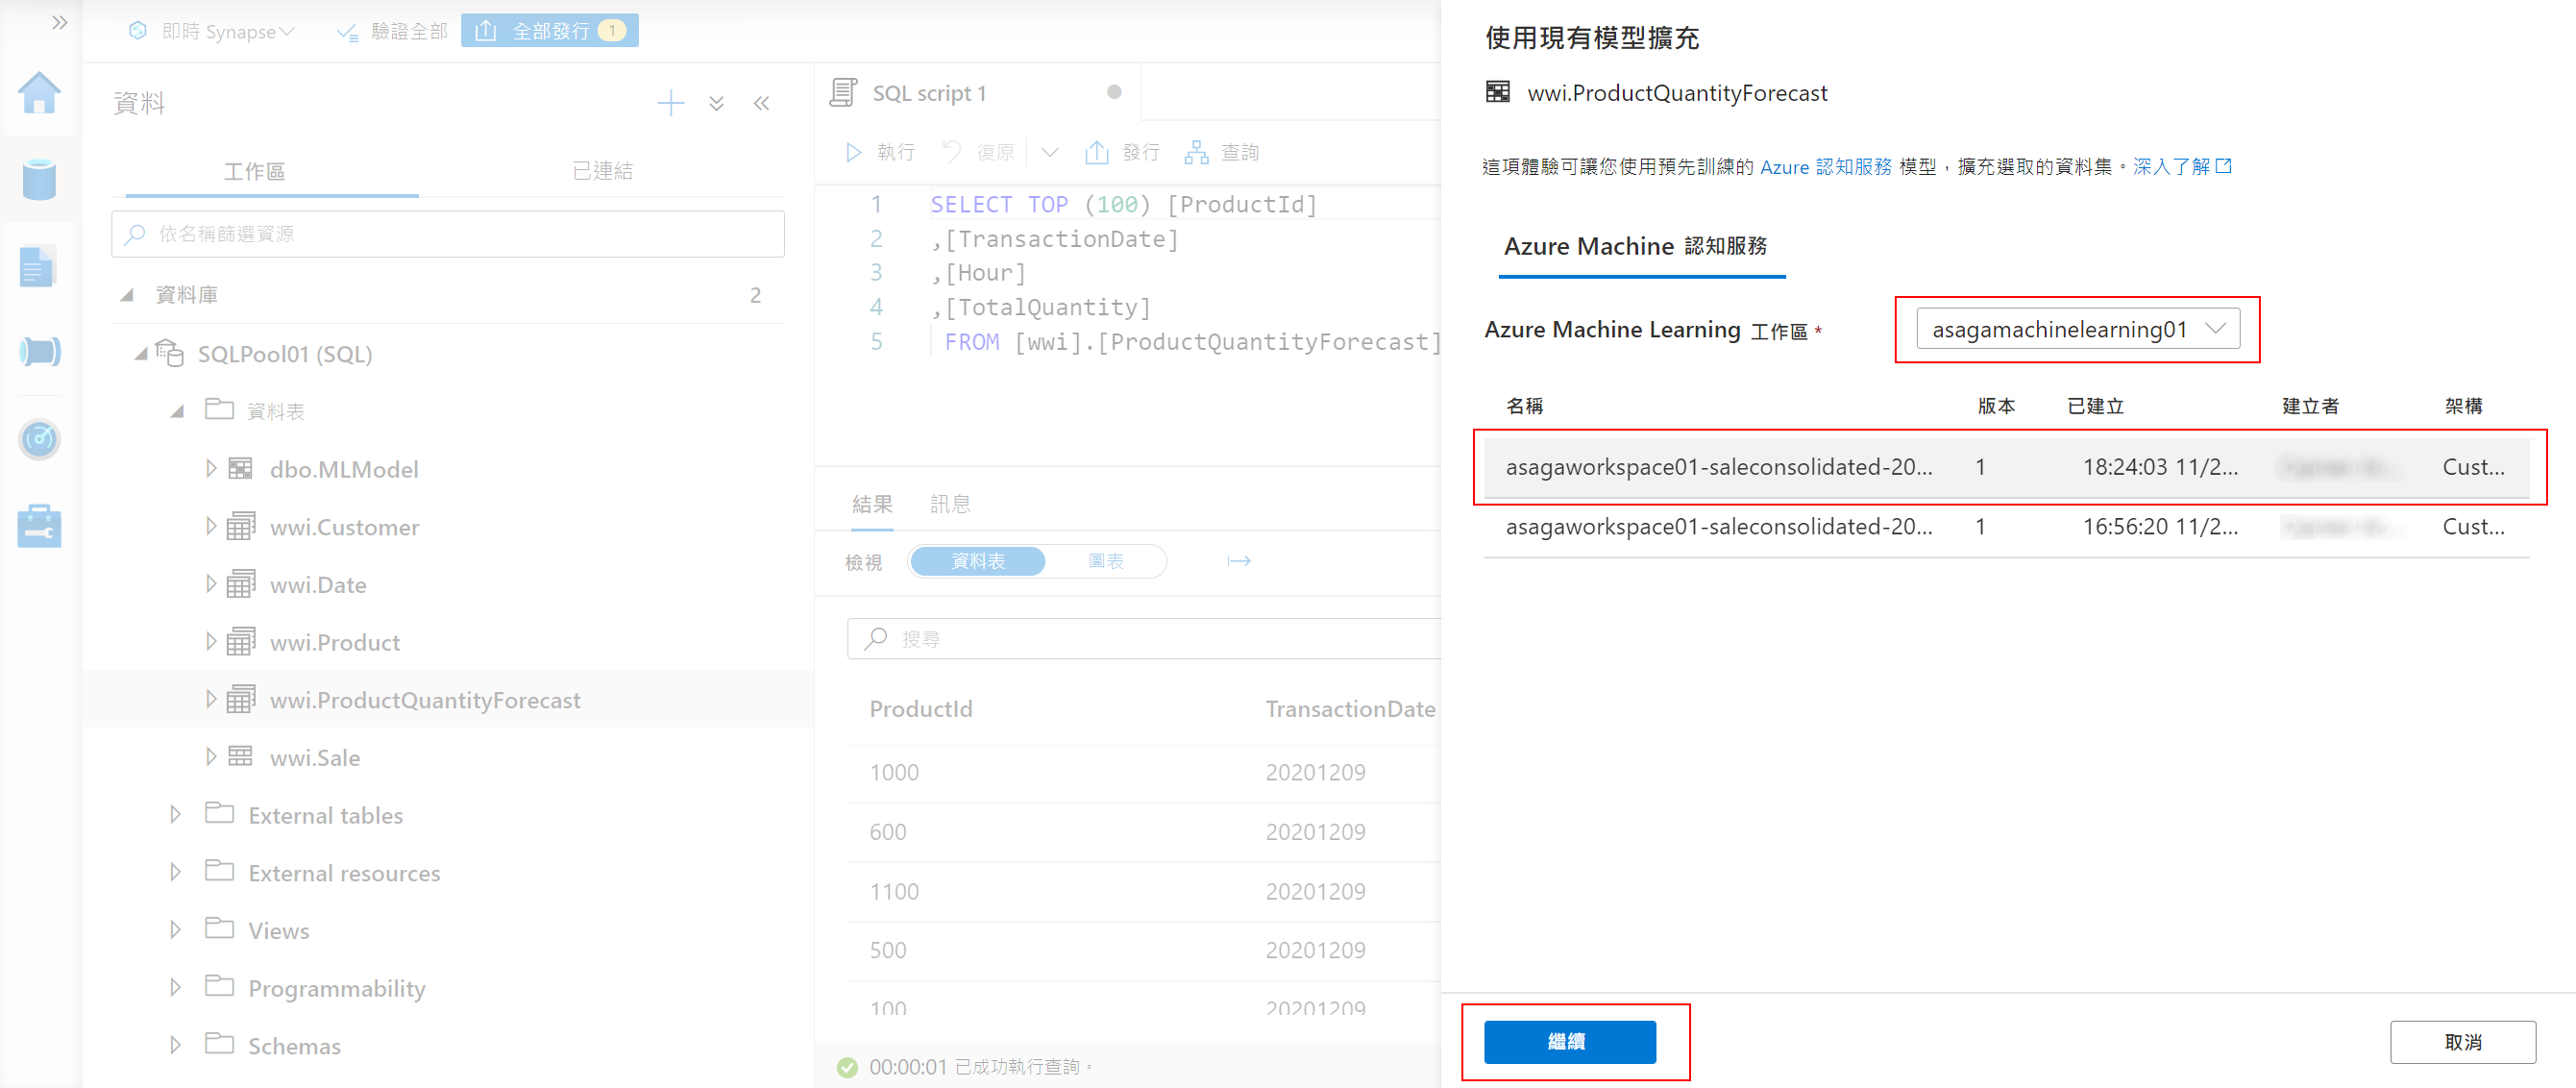 即時 Synapse
驗證全部
全部發行 1
資料
工作區
已連結
依名稱篩選資源
資料庫 2
SQLPool01 (SQL)
資料表
dbo.MLModel
wwi.Customer
wwi.Date
wwi.Product
wwi.ProductQuantityForecast
wwi.Sale
External tables
External resources
Views
Programmability
Schemas
SQL script 1
執行
復原
發行
查詢
1 SELECT TOP (100) [ProductId]
2 ,[TransactionDate]
3 ,[Hour]
4 ,[TotalQuantity]
5 FROM [wwi].[ProductQuantityForecast]
結果
訊息
檢視
資料表
圖表
搜尋
ProductId TransactionDate
1000 20201209
600 20201209
1100 20201209
500 20201209
100 20201209
00:00:01 已成功執行查詢。
使用現有模型擴充
wwi.ProductQuantityForecast
這項體驗可讓您使用預先訓練的 Azure 認知服務 模型，擴充選取的資料集。深入了解
Azure Machine 認知服務
Azure Machine Learning 工作區 *
asagamachinelearning01
名稱 版本 已建立 建立者 架構
asagaworkspace01-saleconsolidated-20... 1 18:24:03 11/2... Cust...
asagaworkspace01-saleconsolidated-20... 1 16:56:20 11/2... Cust...
繼續
取消